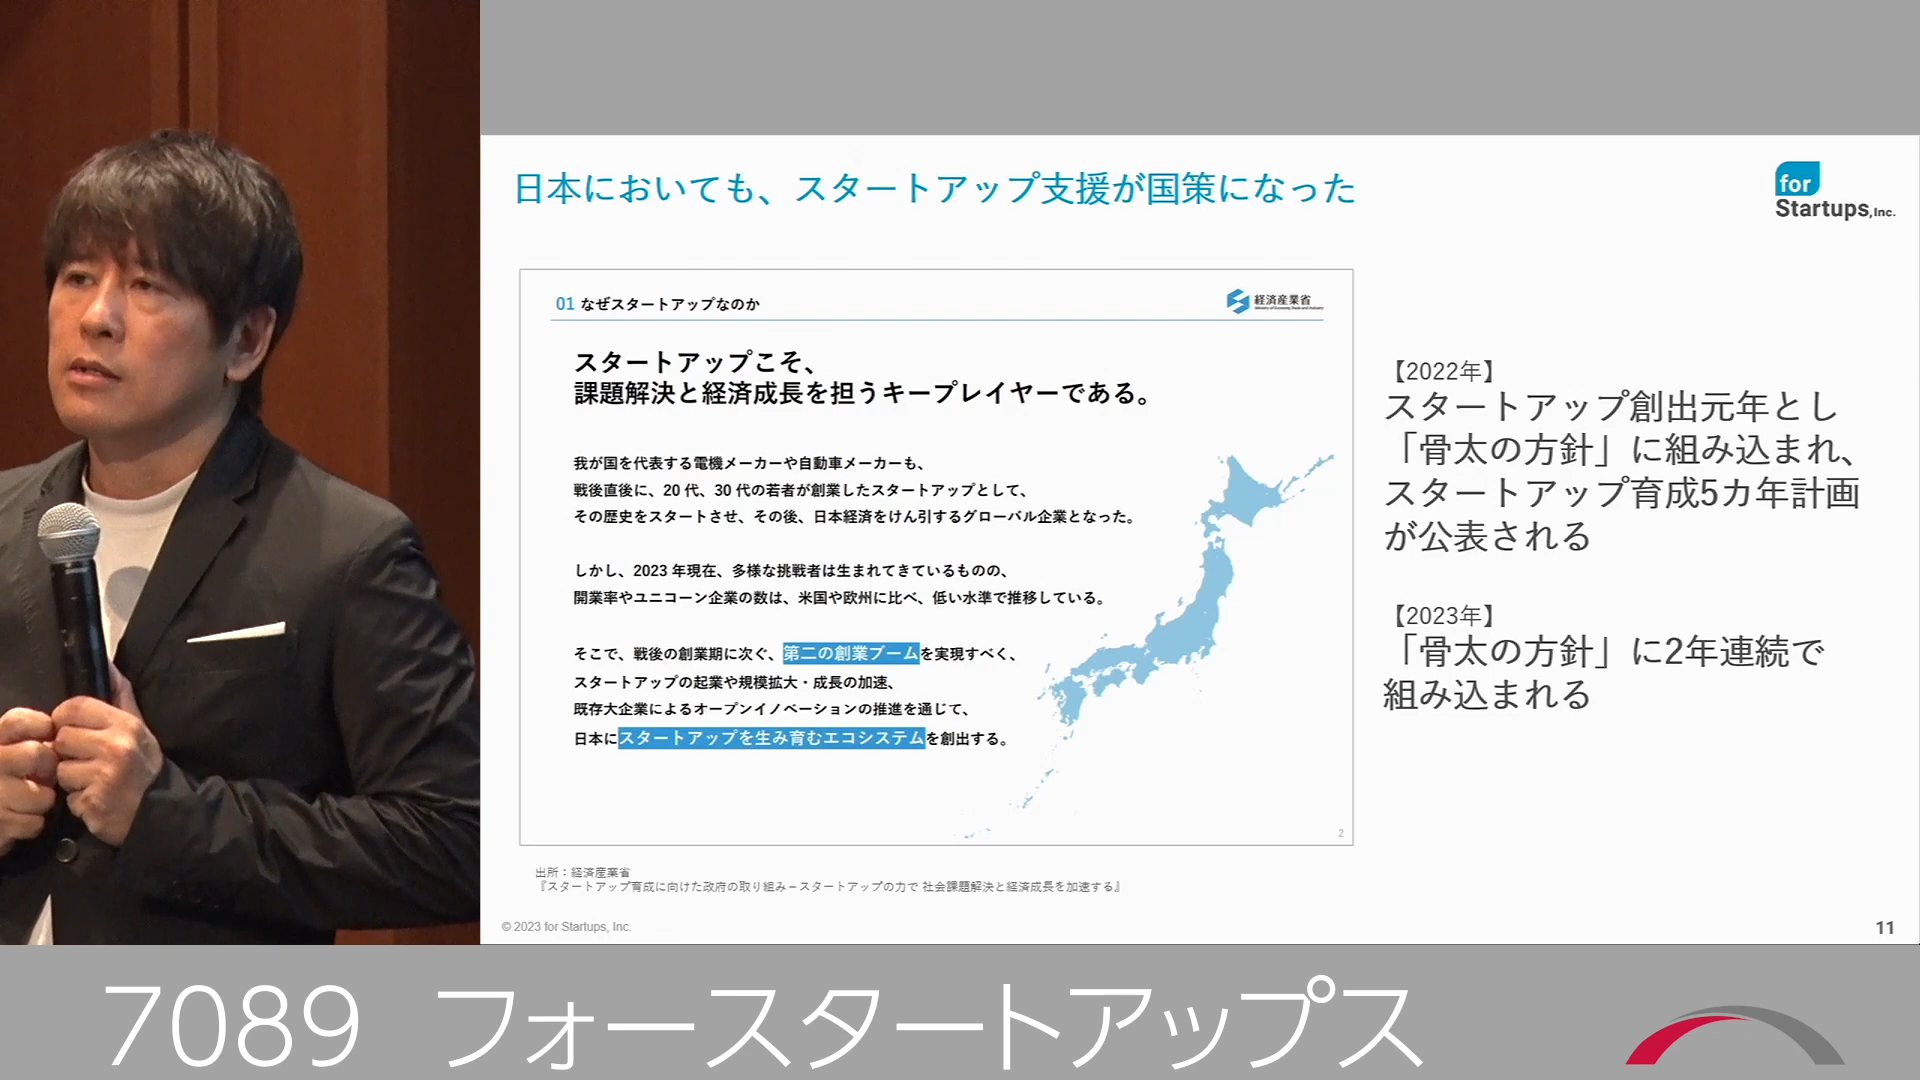 日本においても、スタートアップ支援が国策になった
for
Startups,Inc.
01 なぜスタートアップなのか
経済産業省
スタートアップこそ、
課題解決と経済成長を担うキープレイヤーである。
我が国を代表する電機メーカーや自動車メーカーも、
戦後直後に、20代、30代の若者が創業したスタートアップとして、
その歴史をスタートさせ、その後、日本経済をけん引するグローバル企業となった。
しかし、2023年現在、多様な挑戦者は生まれてきているものの、
開業率やユニコーン企業の数は、米国や欧州に比べ、低い水準で推移している。
そこで、戦後の創業期に次ぐ、第二の創業ブームを実現すべく、
スタートアップの起業や規模拡大・成長の加速、
既存大企業によるオープンイノベーションの推進を通じて、
日本にスタートアップを生み育むエコシステムを創出する。
2
【2022年】
スタートアップ創出元年とし
「骨太の方針」に組み込まれ、
スタートアップ育成5カ年計画
が公表される
【2023年】
「骨太の方針」に2年連続で
組み込まれる
出所：経済産業省
『スタートアップ育成に向けた政府の取り組み－スタートアップの力で 社会課題解決と経済成長を加速する』
© 2023 for Startups, Inc.
11
7089 フォースタートアップス